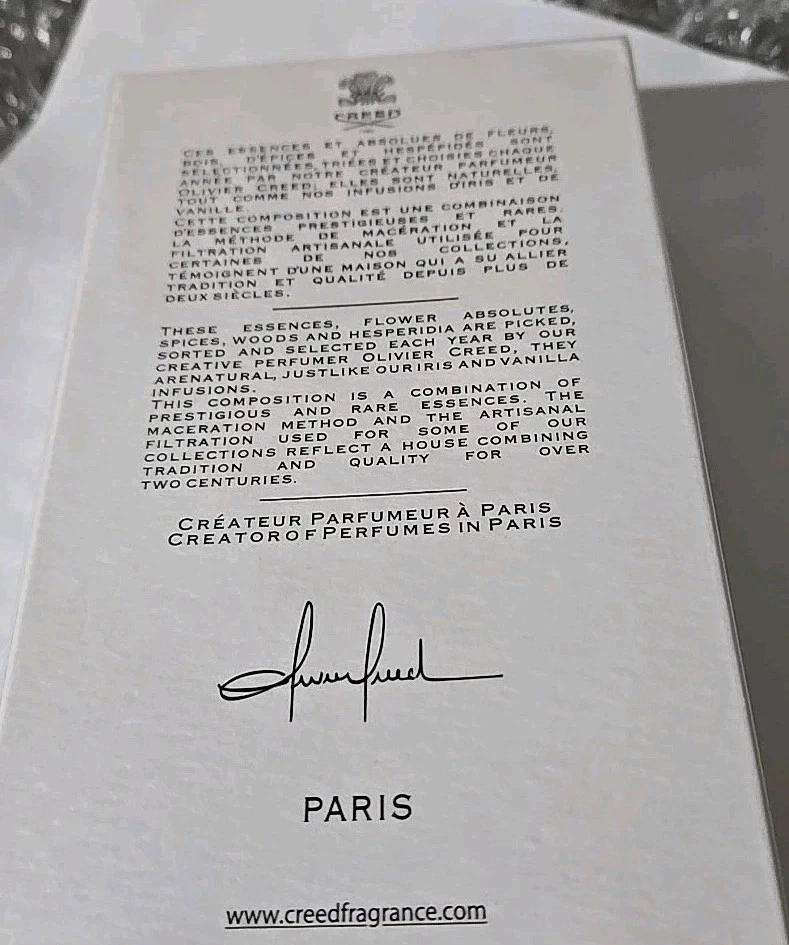 CREED
CES ESSENCES ET ABSOLUES DE FLEURS,
BOIS, D'EPICES ET HESPÉPIDÉS SONT
SÉLECTIONNÉES, TRIÉES ET CHOISIES CHAQUE
ANNÉE PAR NOTRE CRÉATEUR PARFUMEUR
OLIVIER CREED; ELLES SONT NATURELLES,
TOUT COMME NOS INFUSIONS D'IRIS ET DE
VANILLE.
CETTE COMPOSITION EST UNE COMBINAISON
D'ESSENCES PRESTIGIEUSES ET RARES.
LA MÉTHODE DE MACÉRATION ET LA
FILTRATION ARTISANALE UTILISÉE POUR
CERTAINES DE NOS COLLECTIONS,
TÉMOIGNENT D'UNE MAISON QUI A SU ALLIER
TRADITION ET QUALITÉ DEPUIS PLUS DE
DEUX SIÈCLES.
THESE ESSENCES, FLOWER ABSOLUTES,
SPICES, WOODS AND HESPERIDIA ARE PICKED,
SORTED AND SELECTED EACH YEAR BY OUR
CREATIVE PERFUMER OLIVIER CREED, THEY
ARENATURAL, JUSTLIKE OUR IRIS AND VANILLA
INFUSIONS.
THIS COMPOSITION IS A COMBINATION OF
PRESTIGIOUS AND RARE ESSENCES. THE
MACERATION METHOD AND THE ARTISANAL
FILTRATION USED FOR SOME OF OUR
COLLECTIONS REFLECT A HOUSE COMBINING
TRADITION AND QUALITY FOR OVER
TWO CENTURIES.
CRÉATEUR PARFUMEUR À PARIS
CREATOR OF PERFUMES IN PARIS
PARIS
www.creedfragrance.com